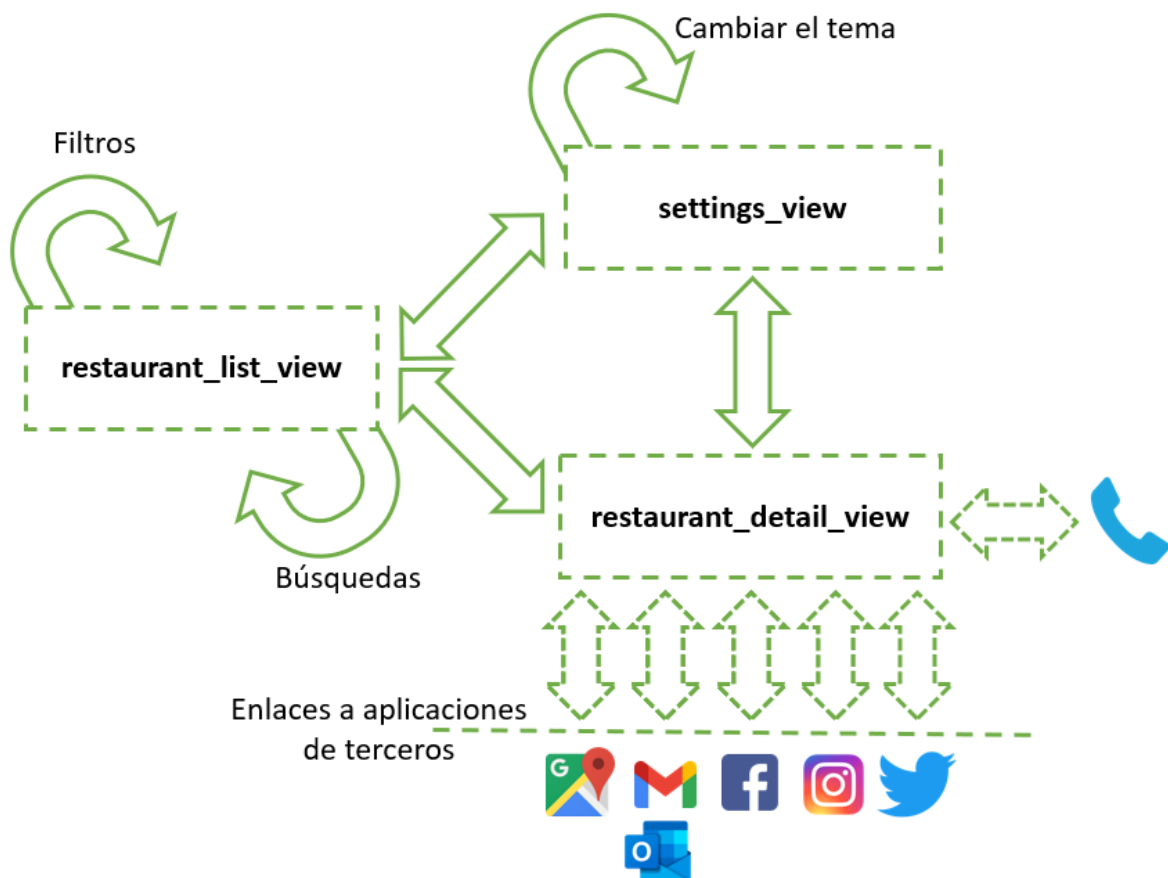 Cambiar el tema
Filtros
settings_view
restaurant_list_view
restaurant_detail_view
Búsquedas
Enlaces a aplicaciones
de terceros
G
O